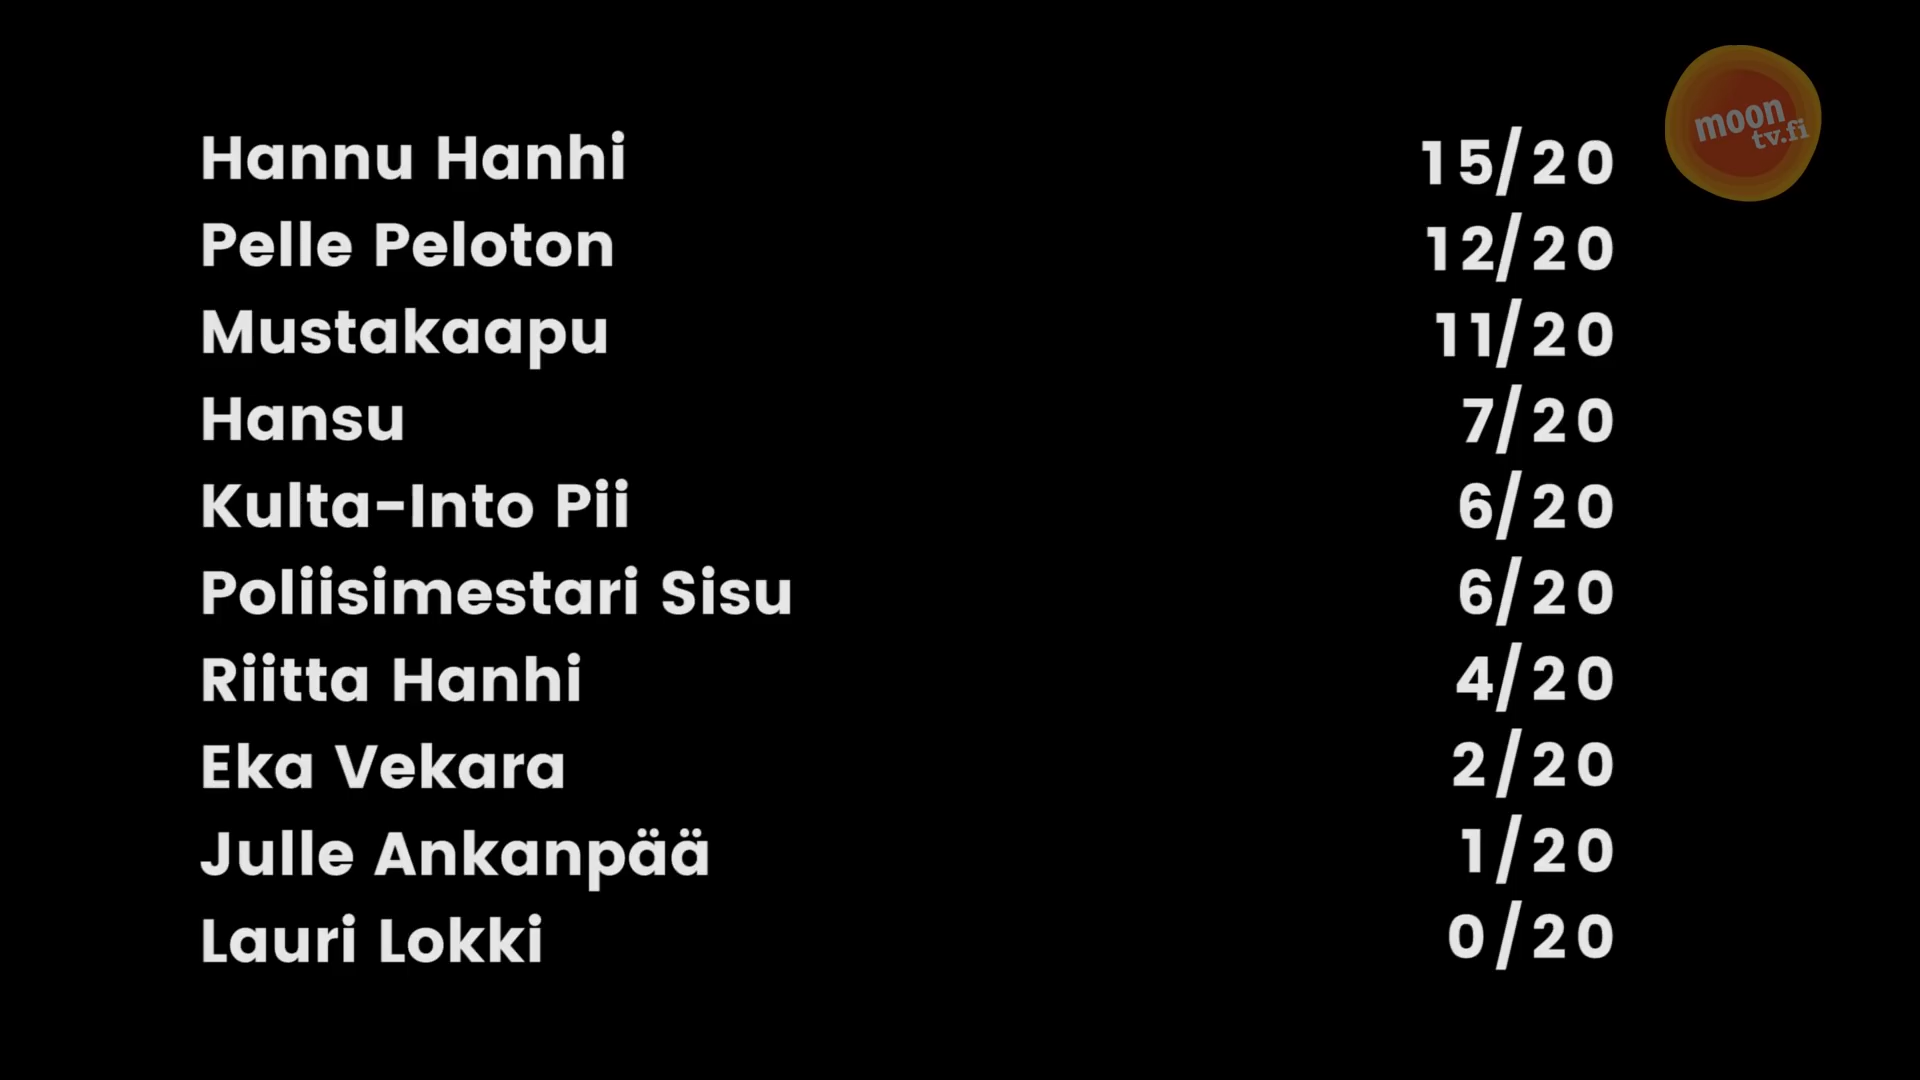 moon
tv.fi
Hannu Hanhi 15/20
Pelle Peloton 12/20
Mustakaapu 11/20
Hansu 7/20
Kulta-Into Pii 6/20
Poliisimestari Sisu 6/20
Riitta Hanhi 4/20
Eka Vekara 2/20
Julle Ankanpää 1/20
Lauri Lokki 0/20